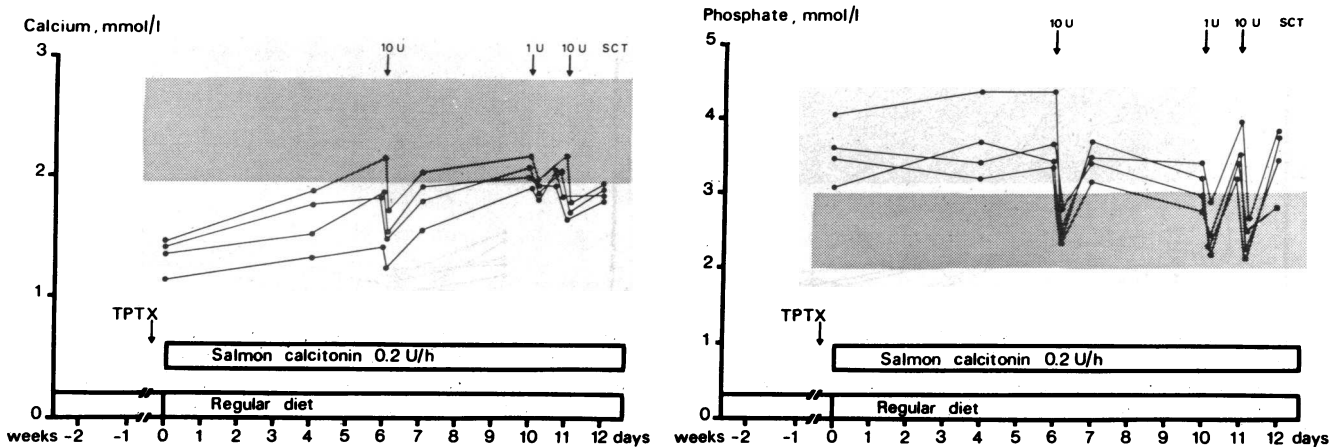 Calcium, mmol/l
3
2
1
0
10 U
1 U
10 U
SCT
TPTX
Salmon calcitonin 0.2 U/h
Regular diet
weeks -2 -1 0 1 2 3 4 5 6 7 8 9 10 11 12 days
Phosphate, mmol/l
5
4
3
2
1
0
10 U
1 U
10 U
SCT
TPTX
Salmon calcitonin 0.2 U/h
Regular diet
weeks -2 -1 0 1 2 3 4 5 6 7 8 9 10 11 12 days